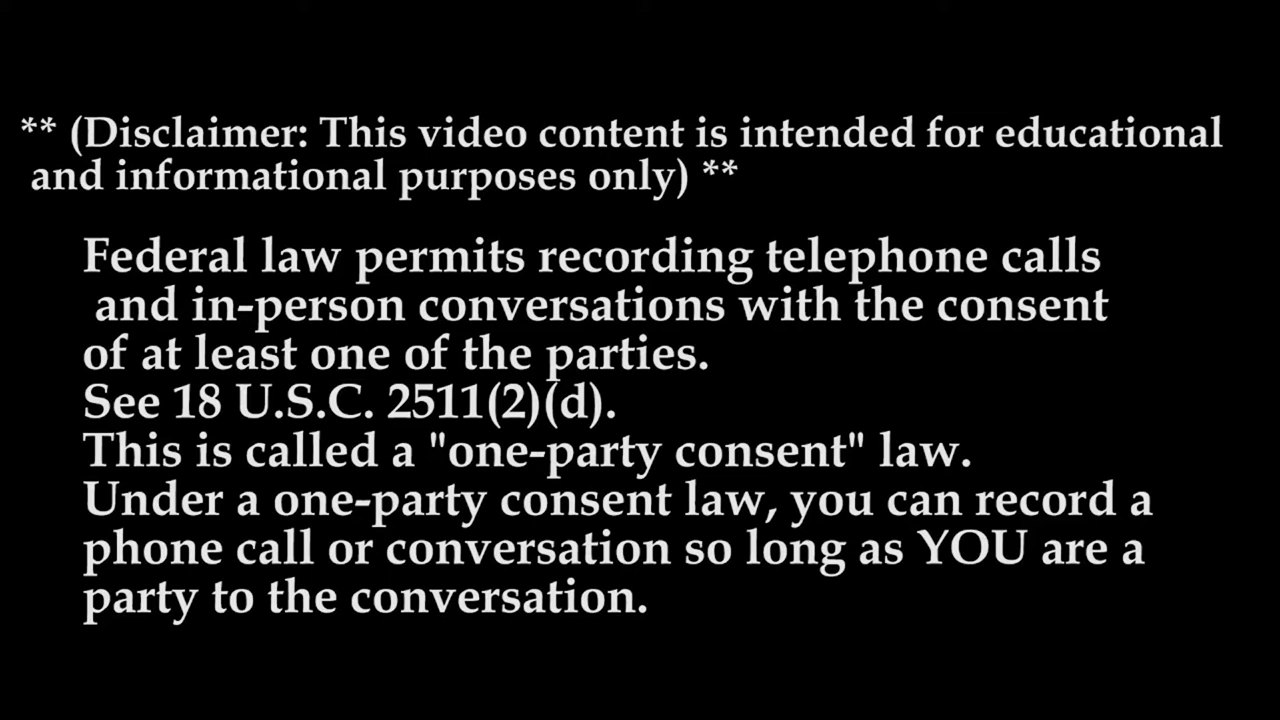 ** (Disclaimer: This video content is intended for educational
and informational purposes only) **
Federal law permits recording telephone calls
and in-person conversations with the consent
of at least one of the parties.
See 18 U.S.C. 2511(2)(d).
This is called a "one-party consent" law.
Under a one-party consent law, you can record a
phone call or conversation so long as YOU are a
party to the conversation.